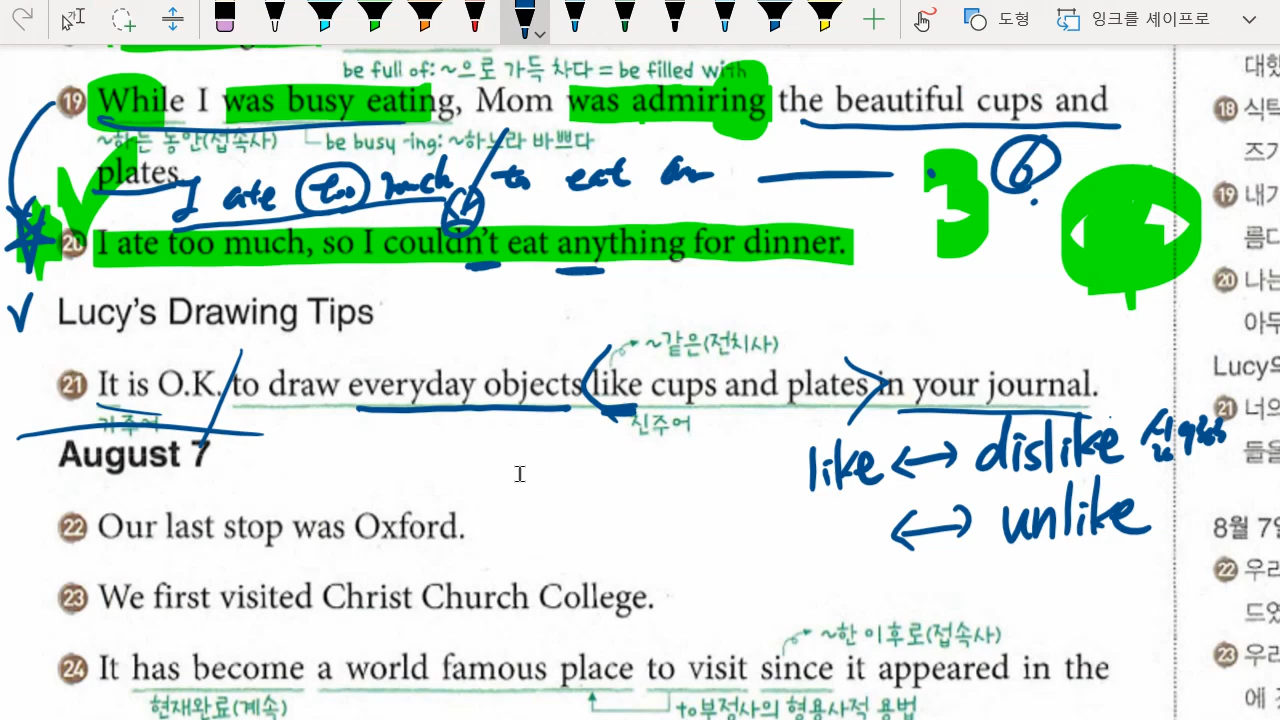 도형 잉크를 셰이프로
be full of: ~으로 가득 차다 = be filled with
대했
19 While I was busy eating, Mom was admiring the beautiful cups and
18 식탁
즈가
~하는 동안(접속사) be busy -ing: ~하느라 바쁘다
plates.
I ate too much to eat an
6
19 내가
름다
20 I ate too much, so I couldn't eat anything for dinner.
20 나는
아무
Lucy's Drawing Tips
~같은(전치사)
Lucy의
21 It is O.K. to draw everyday objects like cups and plates in your journal.
가주어 진주어
21 너의
들을
August 7
like ↔ dislike
↔ unlike
22 Our last stop was Oxford.
8월 7일
22 우리
드었
23 We first visited Christ Church College.
~한 이후로(접속사)
23 우리
에 갔
24 It has become a world famous place to visit since it appeared in the
현재완료(계속) to부정사의 형용사적 용법